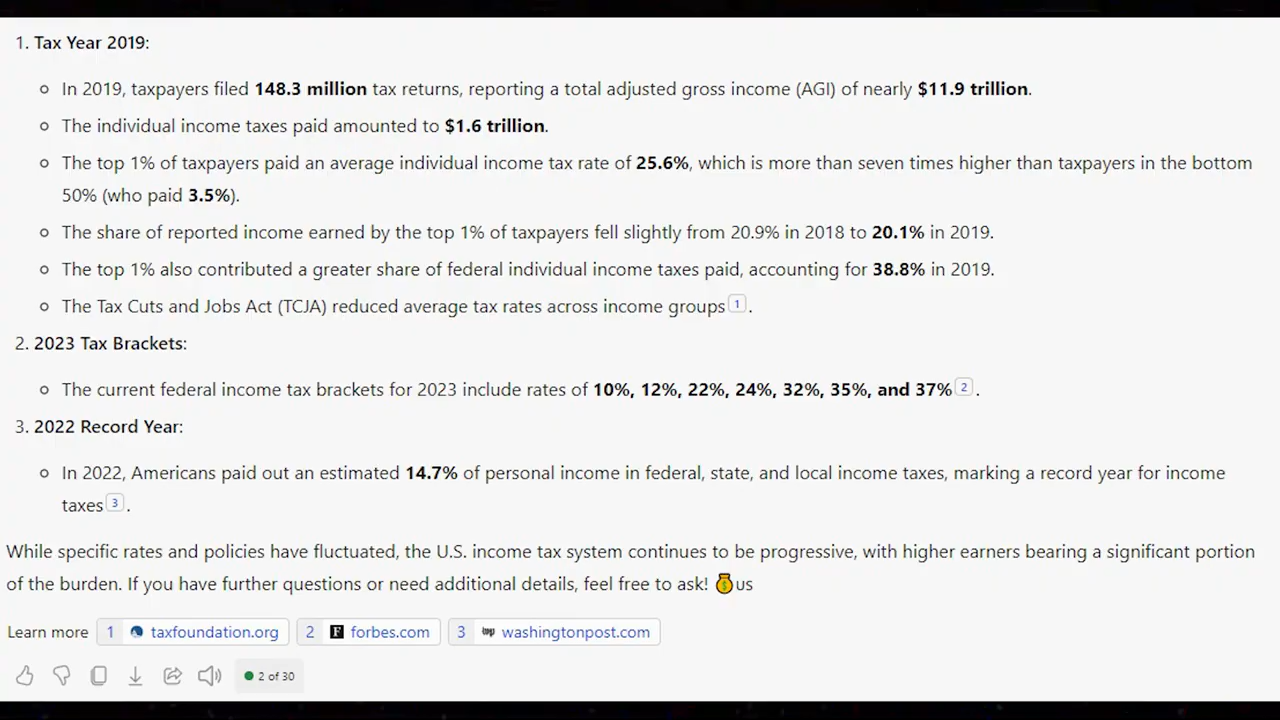 1. Tax Year 2019:
In 2019, taxpayers filed 148.3 million tax returns, reporting a total adjusted gross income (AGI) of nearly $11.9 trillion.
The individual income taxes paid amounted to $1.6 trillion.
The top 1% of taxpayers paid an average individual income tax rate of 25.6%, which is more than seven times higher than taxpayers in the bottom
50% (who paid 3.5%).
The share of reported income earned by the top 1% of taxpayers fell slightly from 20.9% in 2018 to 20.1% in 2019.
The top 1% also contributed a greater share of federal individual income taxes paid, accounting for 38.8% in 2019.
The Tax Cuts and Jobs Act (TCJA) reduced average tax rates across income groups 1 .
2. 2023 Tax Brackets:
The current federal income tax brackets for 2023 include rates of 10%, 12%, 22%, 24%, 32%, 35%, and 37% 2 .
3. 2022 Record Year:
In 2022, Americans paid out an estimated 14.7% of personal income in federal, state, and local income taxes, marking a record year for income
taxes 3 .
While specific rates and policies have fluctuated, the U.S. income tax system continues to be progressive, with higher earners bearing a significant portion
of the burden. If you have further questions or need additional details, feel free to ask! 💰us
Learn more 1 taxfoundation.org 2 forbes.com 3 washingtonpost.com
2 of 30